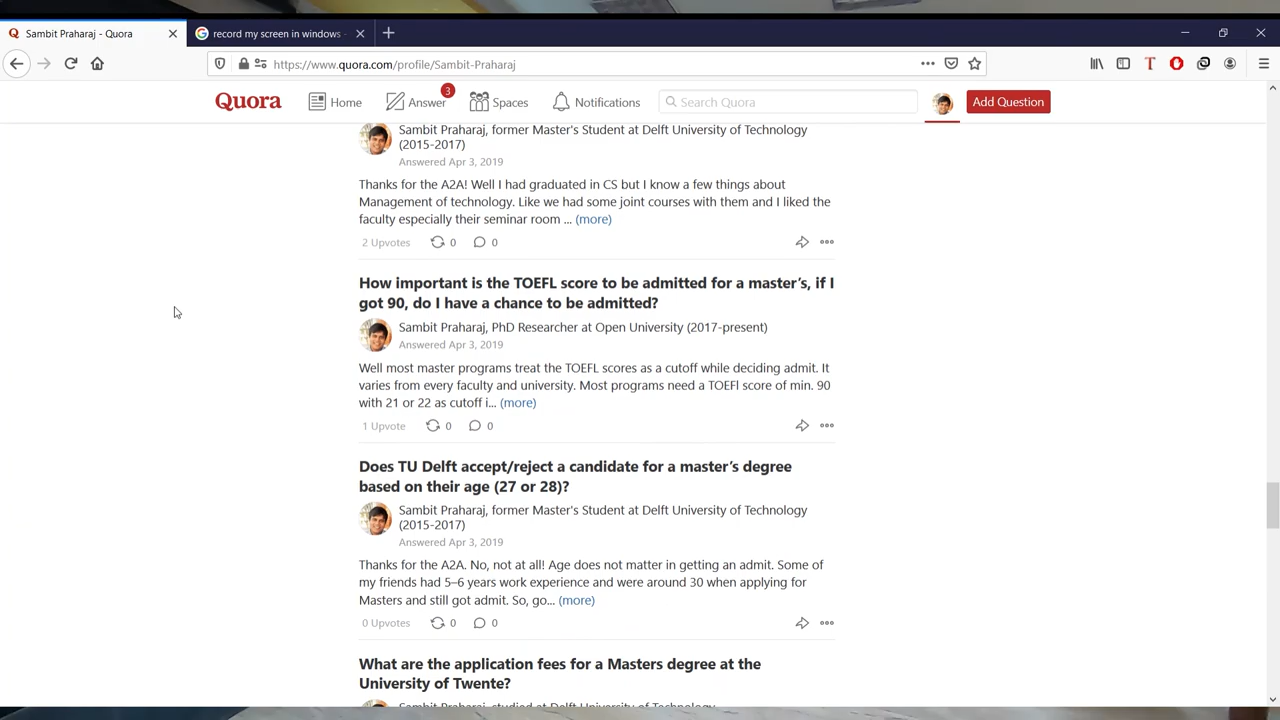 Sambit Praharaj - Quora
record my screen in windows -
https://www.quora.com/profile/Sambit-Praharaj
Quora
Home
Answer
3
Spaces
Notifications
Search Quora
Add Question
Sambit Praharaj, former Master's Student at Delft University of Technology
(2015-2017)
Answered Apr 3, 2019
Thanks for the A2A! Well I had graduated in CS but I know a few things about
Management of technology. Like we had some joint courses with them and I liked the
faculty especially their seminar room ... (more)
2 Upvotes 0 0
How important is the TOEFL score to be admitted for a master’s, if I
got 90, do I have a chance to be admitted?
Sambit Praharaj, PhD Researcher at Open University (2017-present)
Answered Apr 3, 2019
Well most master programs treat the TOEFL scores as a cutoff while deciding admit. It
varies from every faculty and university. Most programs need a TOEFl score of min. 90
with 21 or 22 as cutoff i... (more)
1 Upvote 0 0
Does TU Delft accept/reject a candidate for a master’s degree
based on their age (27 or 28)?
Sambit Praharaj, former Master's Student at Delft University of Technology
(2015-2017)
Answered Apr 3, 2019
Thanks for the A2A. No, not at all! Age does not matter in getting an admit. Some of
my friends had 5–6 years work experience and were around 30 when applying for
Masters and still got admit. So, go... (more)
0 Upvotes 0 0
What are the application fees for a Masters degree at the
University of Twente?
Sambit Praharaj, studied at Delft University of Technology